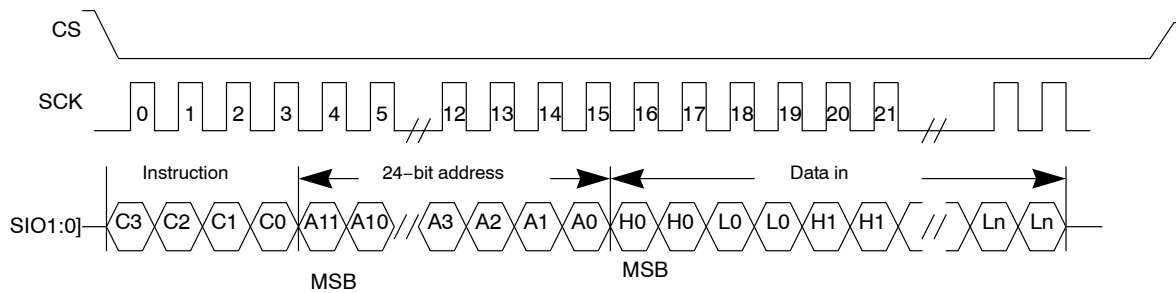 CS
SCK
0 1 2 3 4 5 12 13 14 15 16 17 18 19 20 21
Instruction 24−bit address Data in
SIO1:0] C3 C2 C1 C0 A11 A10 A3 A2 A1 A0 H0 H0 L0 L0 H1 H1 Ln Ln
MSB MSB